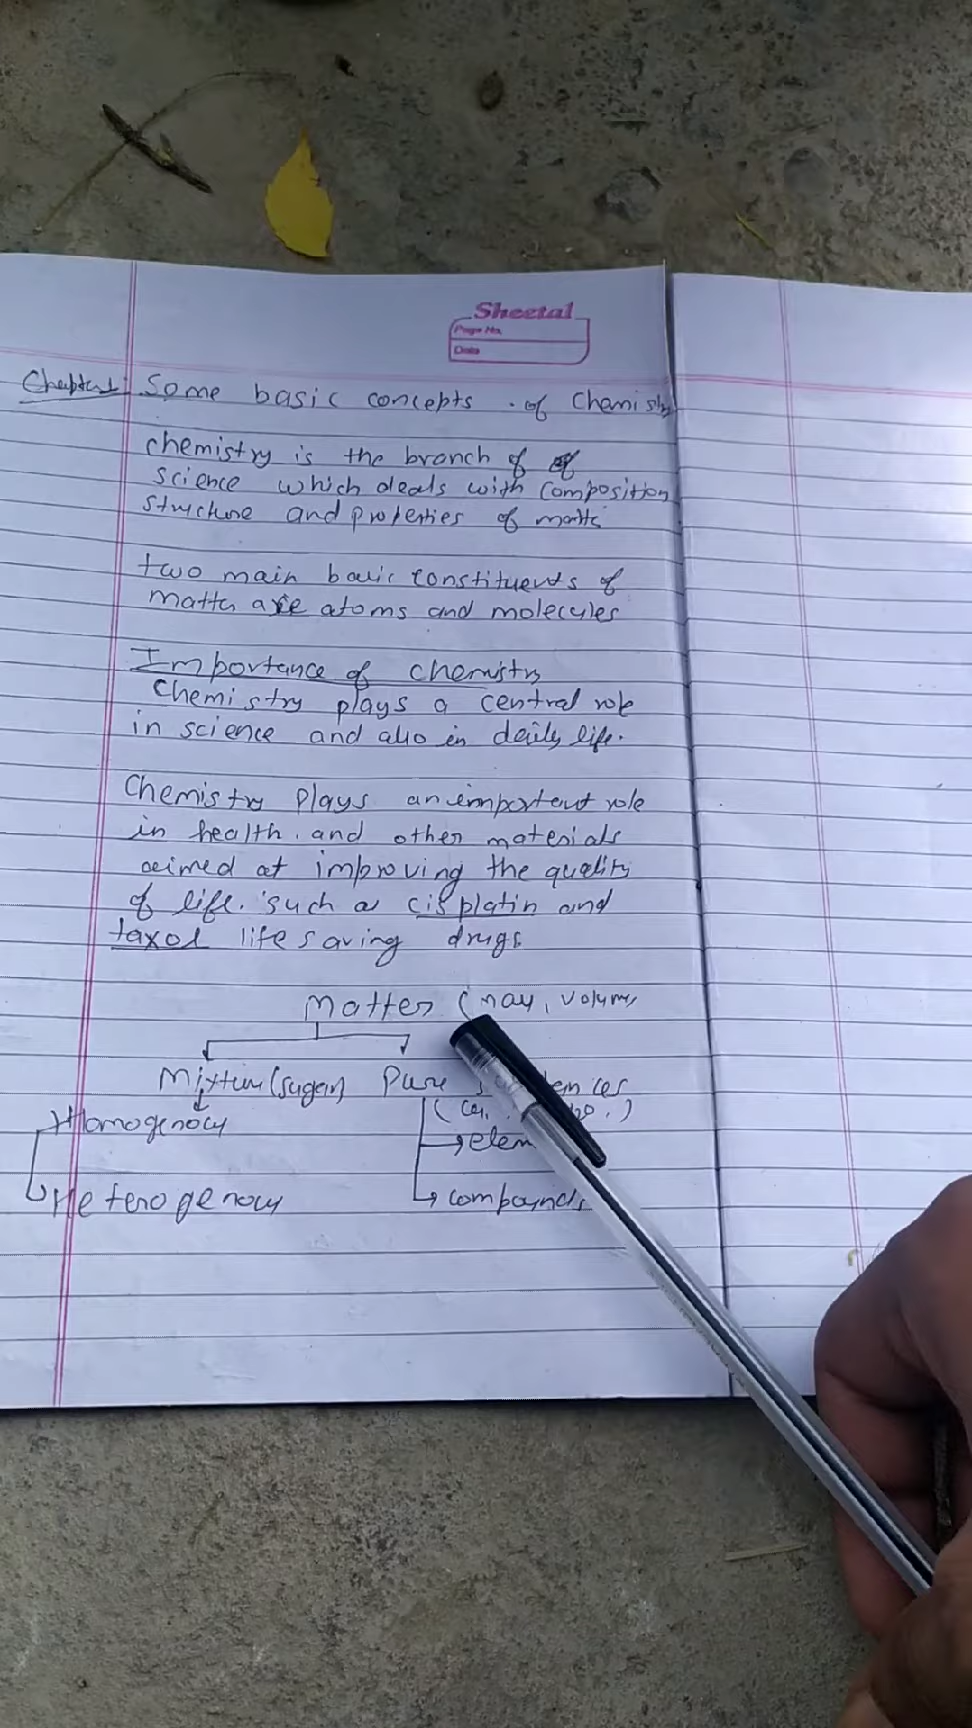 Sheetal
Page No.
Date
Chapter 1: Some basic concepts of Chemistry
chemistry is the branch of of
science which deals with composition
structure and properties of matter
two main basic constituents of
matter are atoms and molecules
Importance of chemistry
Chemistry plays a central role
in science and also in daily life.
Chemistry plays an important role
in health and other materials
aimed at improving the quality
of life. such as cisplatin and
taxol life saving drugs
Matter (mass, volume
Mixture (sugar) Pure
Homogenous
elem
Heterogenous compounds